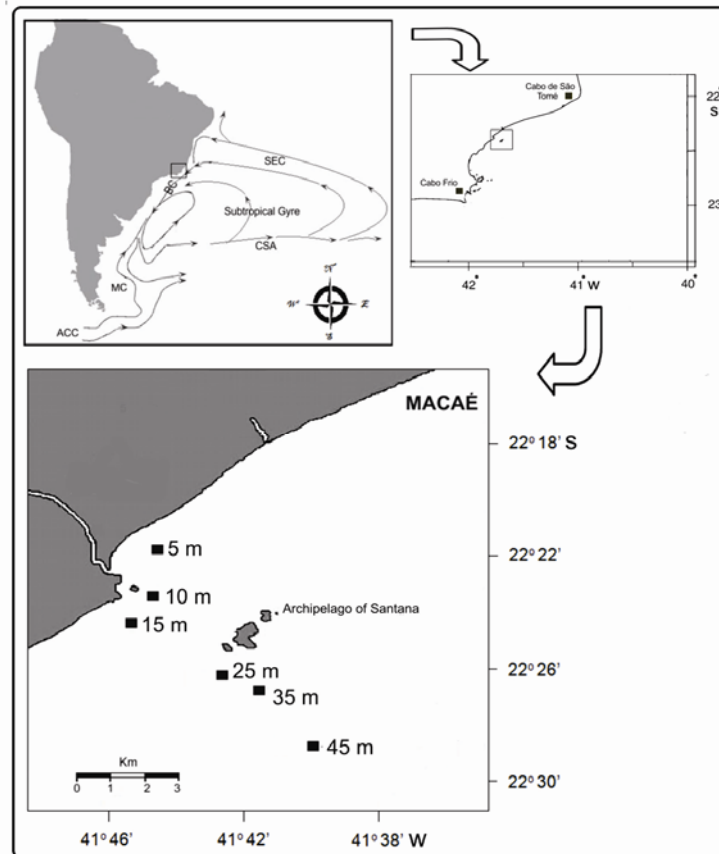 SEC
BC
Subtropical Gyre
CSA
MC
ACC
N
W
E
S
Cabo de São
Tomé
22°
S
Cabo Frio
23°
42° 41° W 40°
MACAÉ
22° 18' S
22° 22'
22° 26'
22° 30'
5 m
10 m
15 m
Archipelago of Santana
25 m
35 m
45 m
Km
0 1 2 3
41° 46' 41° 42' 41° 38' W